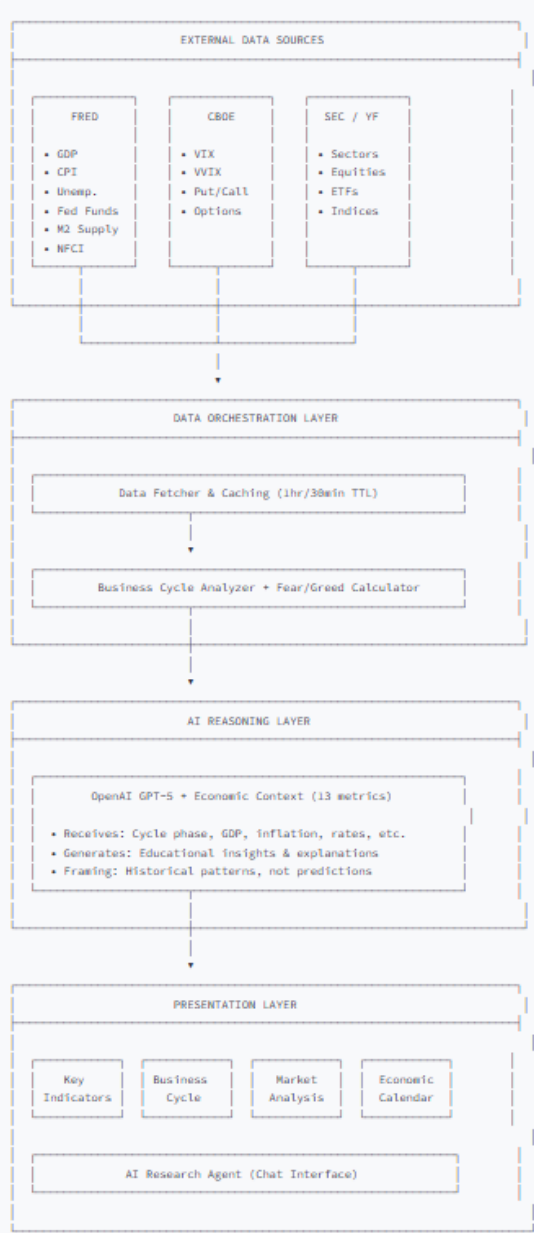 EXTERNAL DATA SOURCES
FRED CBOE SEC / YF
▪ GDP ▪ VIX ▪ Sectors
▪ CPI ▪ VVIX ▪ Equities
▪ Unemp. ▪ Put/Call ▪ ETFs
▪ Fed Funds ▪ Options ▪ Indices
▪ M2 Supply
▪ NFCI
DATA ORCHESTRATION LAYER
Data Fetcher & Caching (1hr/30min TTL)
Business Cycle Analyzer + Fear/Greed Calculator
AI REASONING LAYER
OpenAI GPT-5 + Economic Context (13 metrics)
▪ Receives: Cycle phase, GDP, inflation, rates, etc.
▪ Generates: Educational insights & explanations
▪ Framing: Historical patterns, not predictions
PRESENTATION LAYER
Key Business Market Economic
Indicators Cycle Analysis Calendar
AI Research Agent (Chat Interface)